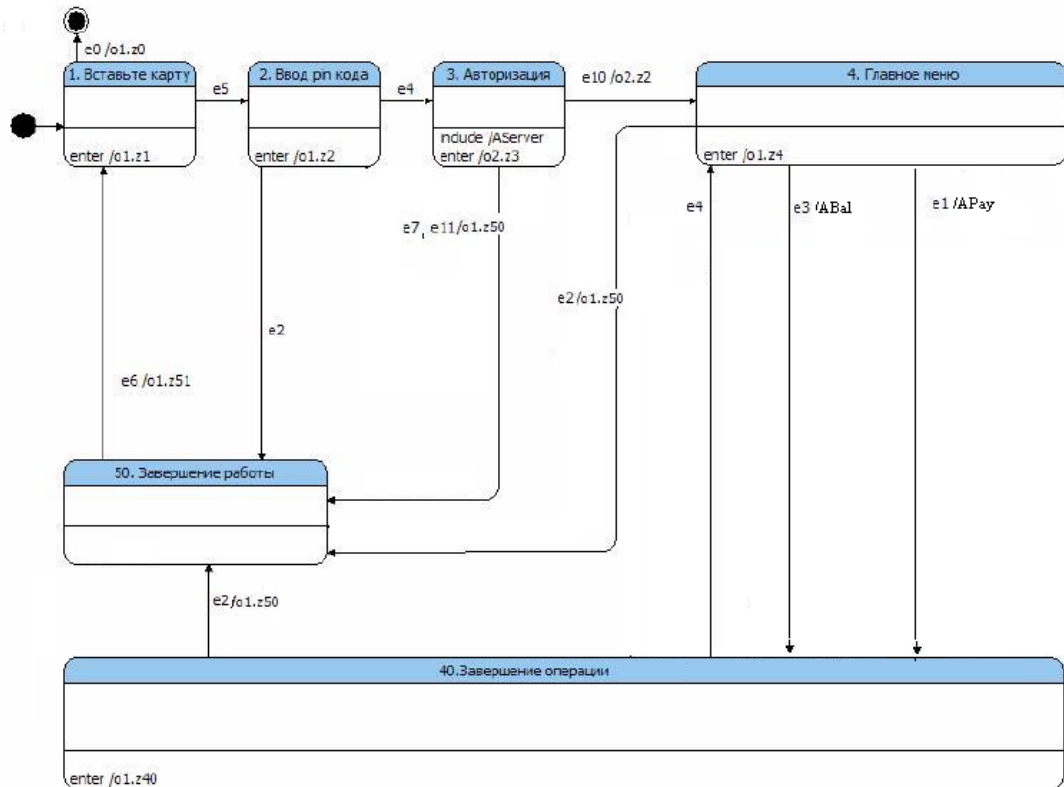 e0 /o1.z0
1. Вставьте карту
2. Ввод pin кода
3. Авторизация
4. Главное меню
e5
e4
e10 /o2.z2
enter /o1.z1
enter /o1.z2
include /AServer
enter /o2.z3
enter /o1.z4
e7, e11/o1.z50
e4
e3 /ABal
e1 /APay
e2 /o1.z50
e2
e6 /o1.z51
50. Завершение работы
e2/o1.z50
40.Завершение операции
enter /o1.z40